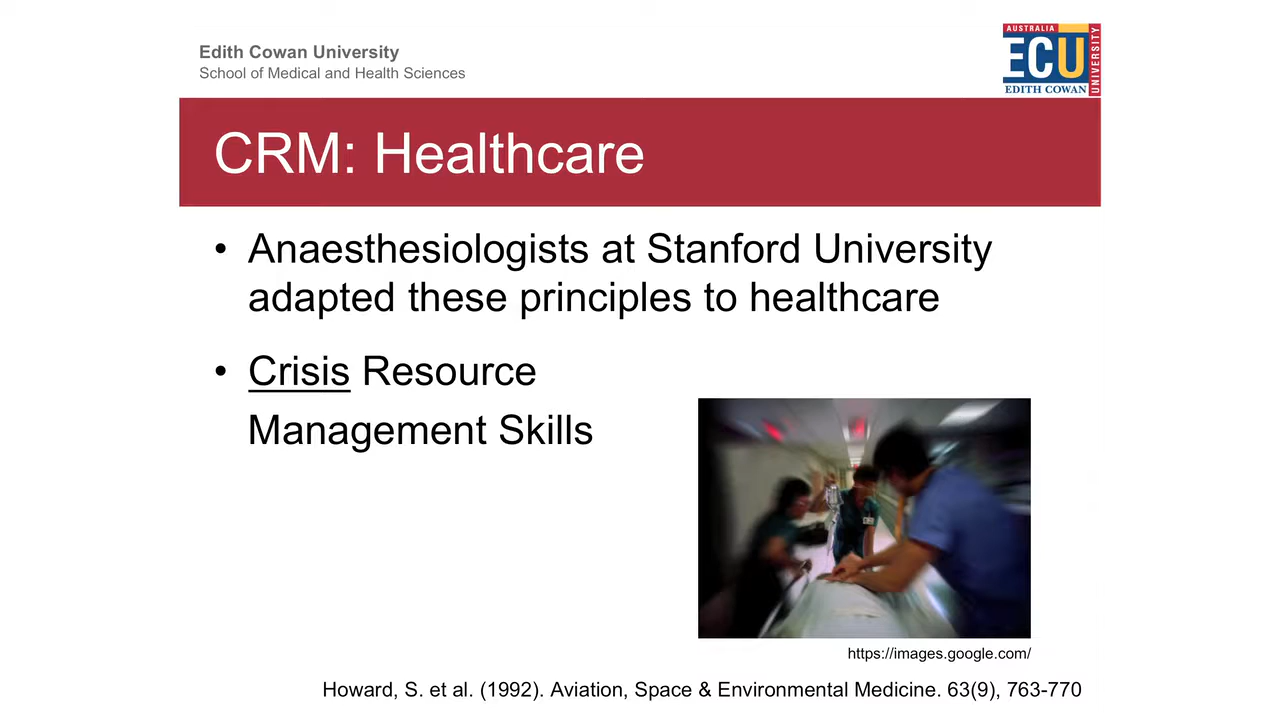 Edith Cowan University
School of Medical and Health Sciences
AUSTRALIA
ECU
EDITH COWAN
UNIVERSITY
CRM: Healthcare
• Anaesthesiologists at Stanford University
adapted these principles to healthcare
• Crisis Resource
Management Skills
https://images.google.com/
Howard, S. et al. (1992). Aviation, Space & Environmental Medicine. 63(9), 763-770